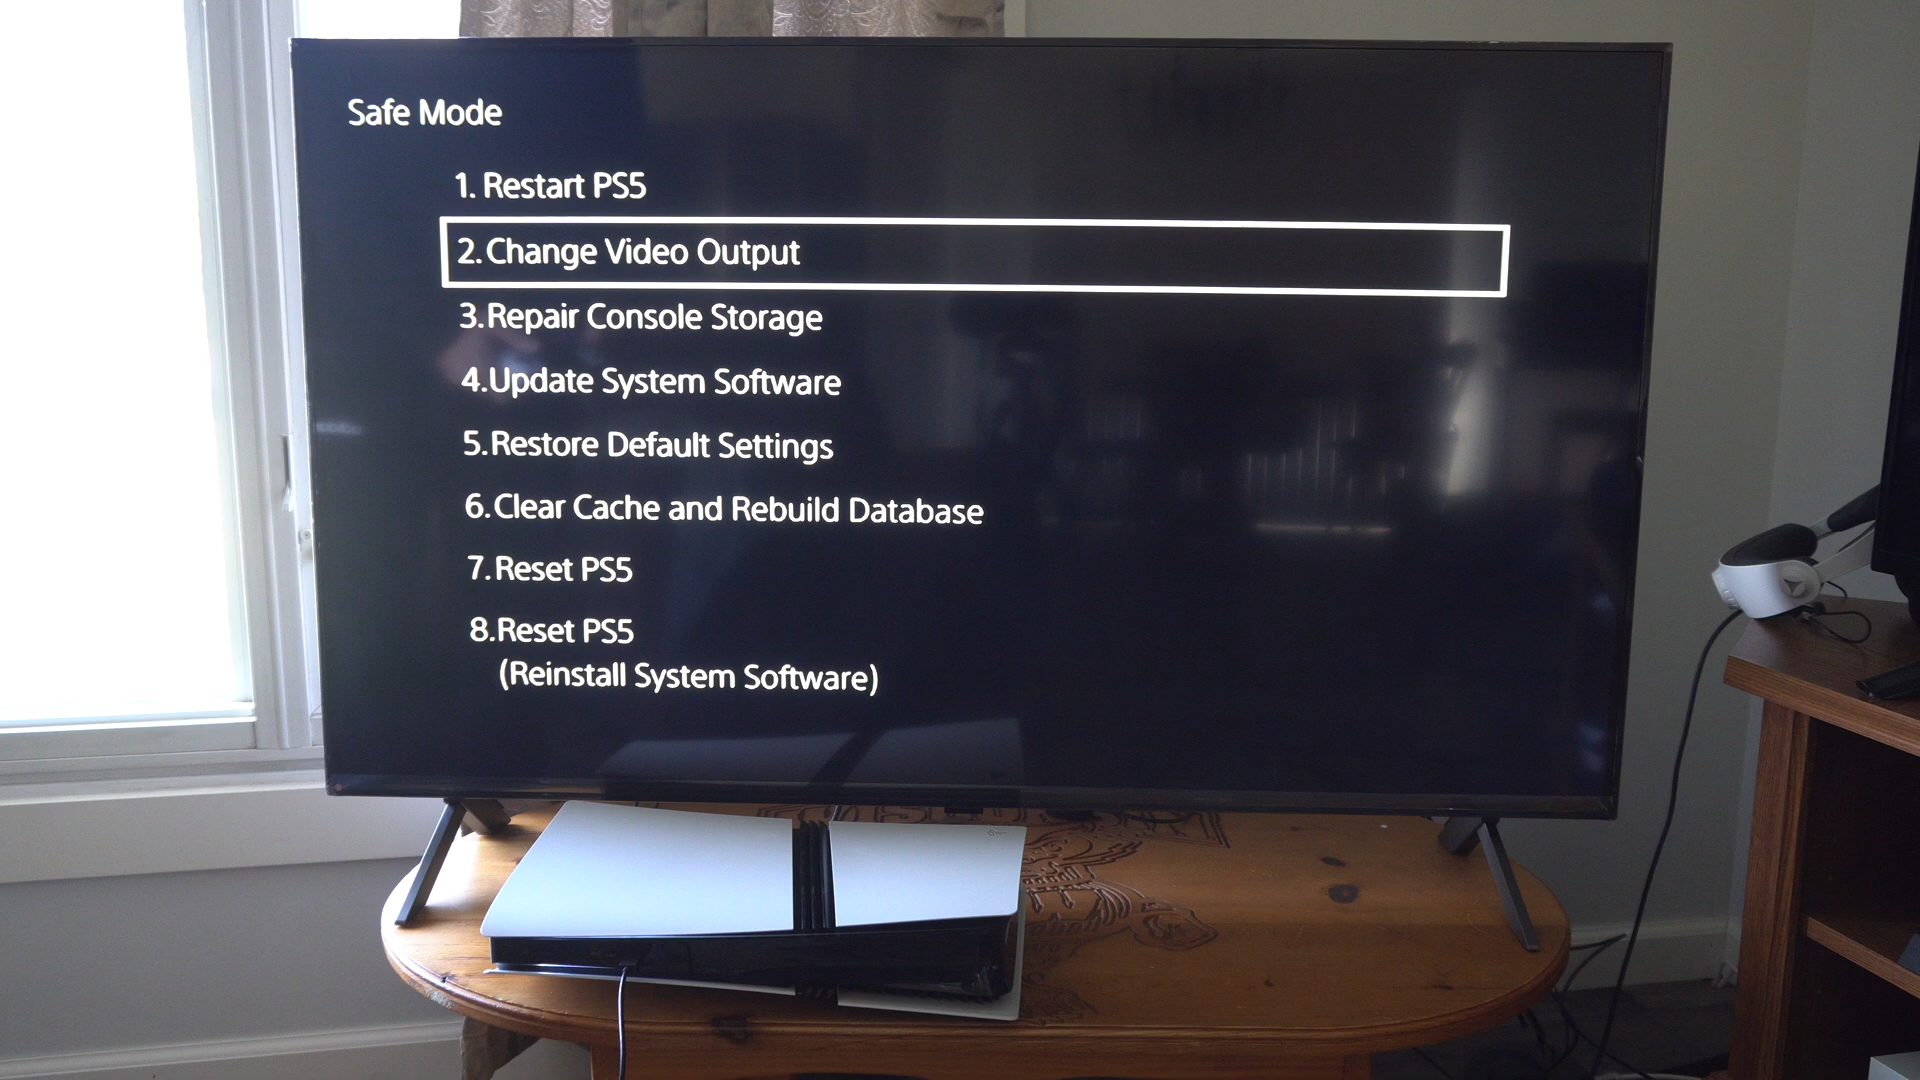 Safe Mode
1. Restart PS5
2. Change Video Output
3. Repair Console Storage
4. Update System Software
5. Restore Default Settings
6. Clear Cache and Rebuild Database
7. Reset PS5
8. Reset PS5
(Reinstall System Software)